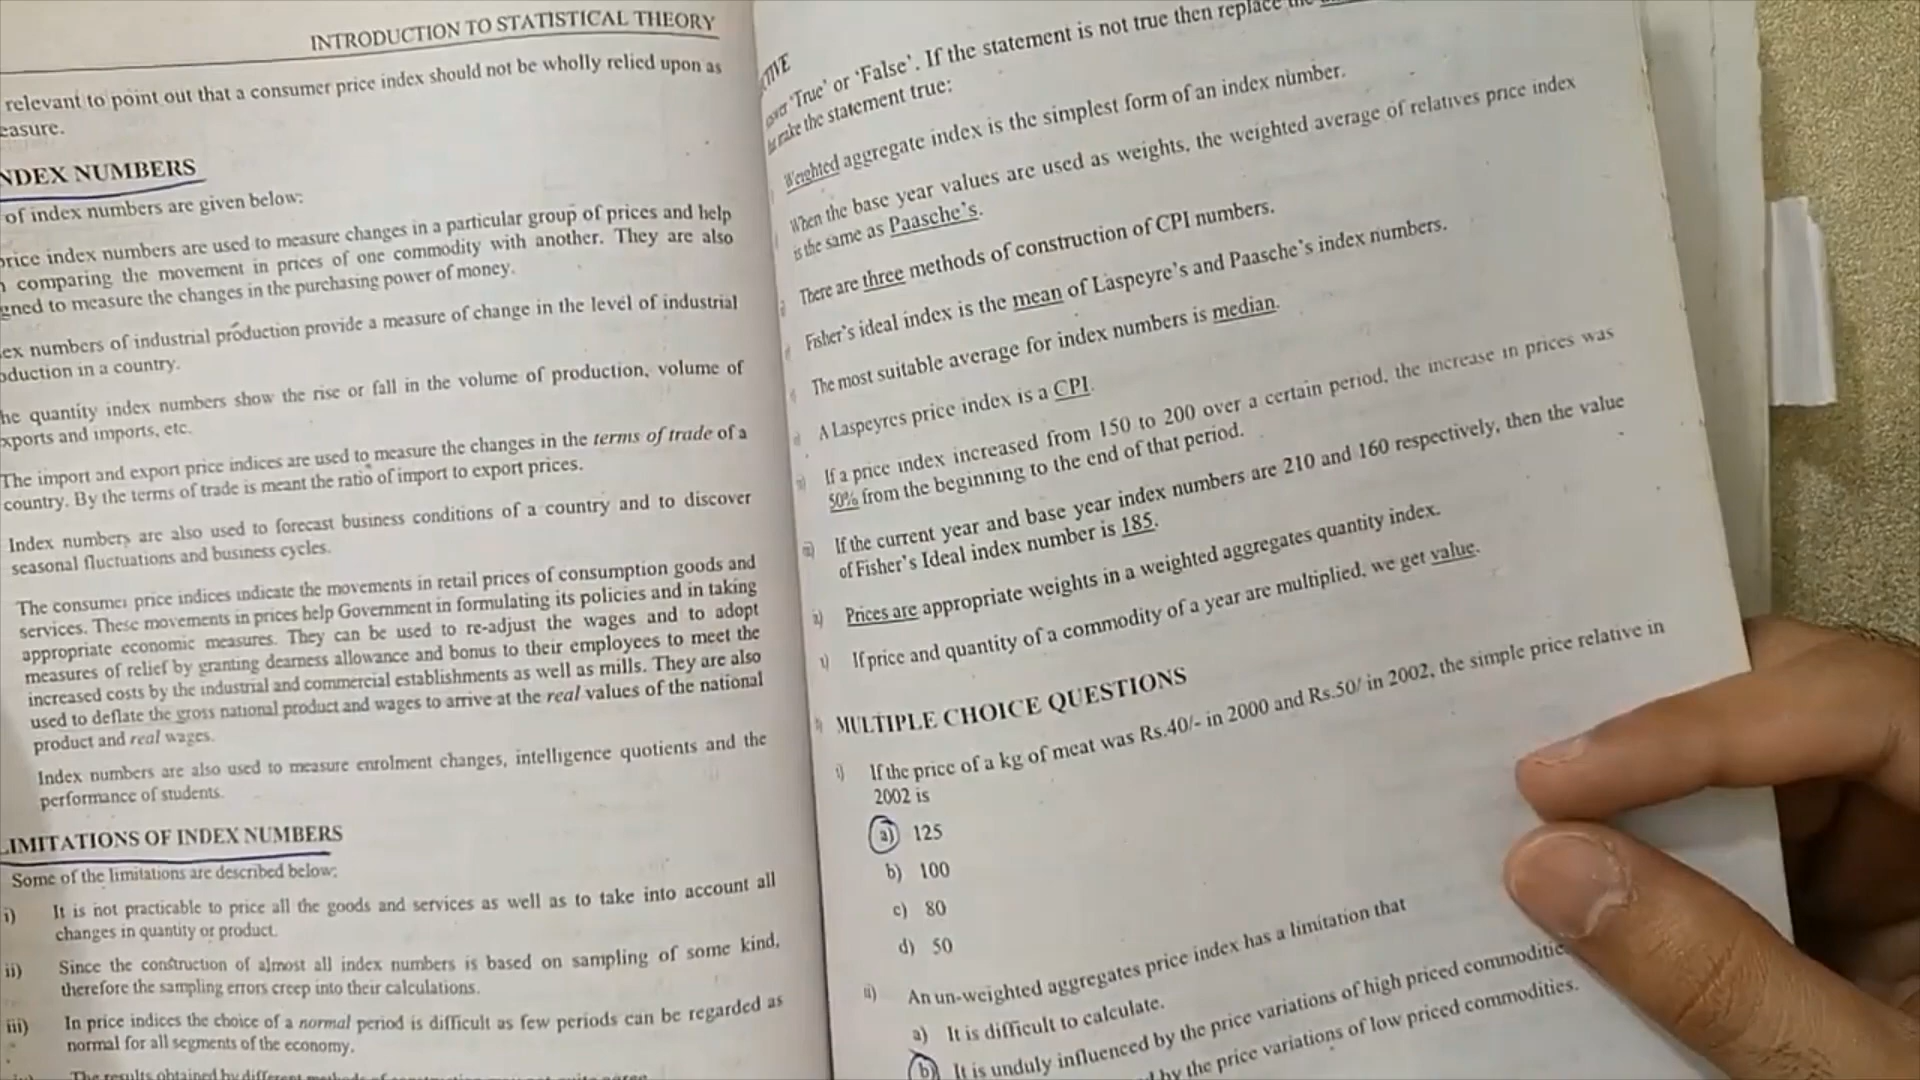 INTRODUCTION TO STATISTICAL THEORY
relevant to point out that a consumer price index should not be wholly relied upon as
easure.
NDEX NUMBERS
of index numbers are given below:
rice index numbers are used to measure changes in a particular group of prices and help
comparing the movement in prices of one commodity with another. They are also
gned to measure the changes in the purchasing power of money.
ex numbers of industrial production provide a measure of change in the level of industrial
oduction in a country.
he quantity index numbers show the rise or fall in the volume of production, volume of
xports and imports, etc.
The import and export price indices are used to measure the changes in the terms of trade of a
country. By the terms of trade is meant the ratio of import to export prices.
Index numbers are also used to forecast business conditions of a country and to discover
seasonal fluctuations and business cycles.
The consumer price indices indicate the movements in retail prices of consumption goods and
services. These movements in prices help Government in formulating its policies and in taking
appropriate economic measures. They can be used to re-adjust the wages and to adopt
measures of relief by granting dearness allowance and bonus to their employees to meet the
increased costs by the industrial and commercial establishments as well as mills. They are also
used to deflate the gross national product and wages to arrive at the real values of the national
product and real wages.
Index numbers are also used to measure enrolment changes, intelligence quotients and the
performance of students.
LIMITATIONS OF INDEX NUMBERS
Some of the limitations are described below:
i) It is not practicable to price all the goods and services as well as to take into account all
changes in quantity or product.
ii) Since the construction of almost all index numbers is based on sampling of some kind,
therefore the sampling errors creep into their calculations.
iii) In price indices the choice of a normal period is difficult as few periods can be regarded as
normal for all segments of the economy.
The results obtained by different methods of construction may not quite agree
CTIVE
'True' or 'False'. If the statement is not true then replace the
make the statement true:
Weighted aggregate index is the simplest form of an index number.
When the base year values are used as weights, the weighted average of relatives price index
is the same as Paasche's.
There are three methods of construction of CPI numbers.
Fisher's ideal index is the mean of Laspeyre's and Paasche's index numbers.
The most suitable average for index numbers is median.
A Laspeyres price index is a CPI.
If a price index increased from 150 to 200 over a certain period, the increase in prices was
50% from the beginning to the end of that period.
If the current year and base year index numbers are 210 and 160 respectively, then the value
of Fisher's Ideal index number is 185.
Prices are appropriate weights in a weighted aggregates quantity index.
If price and quantity of a commodity of a year are multiplied, we get value.
MULTIPLE CHOICE QUESTIONS
i) If the price of a kg of meat was Rs.40/- in 2000 and Rs.50/ in 2002, the simple price relative in
2002 is
a) 125
b) 100
c) 80
d) 50
ii) An un-weighted aggregates price index has a limitation that
a) It is difficult to calculate.
b) It is unduly influenced by the price variations of high priced commoditie
by the price variations of low priced commodities.